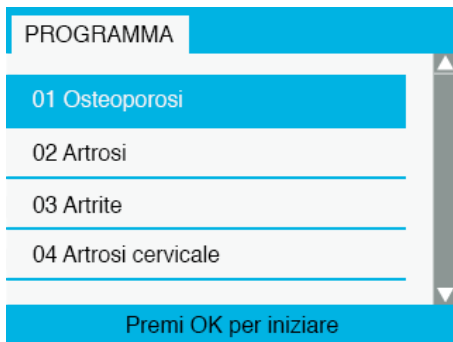 PROGRAMMA
01 Osteoporosi
02 Artrosi
03 Artrite
04 Artrosi cervicale
Premi OK per iniziare